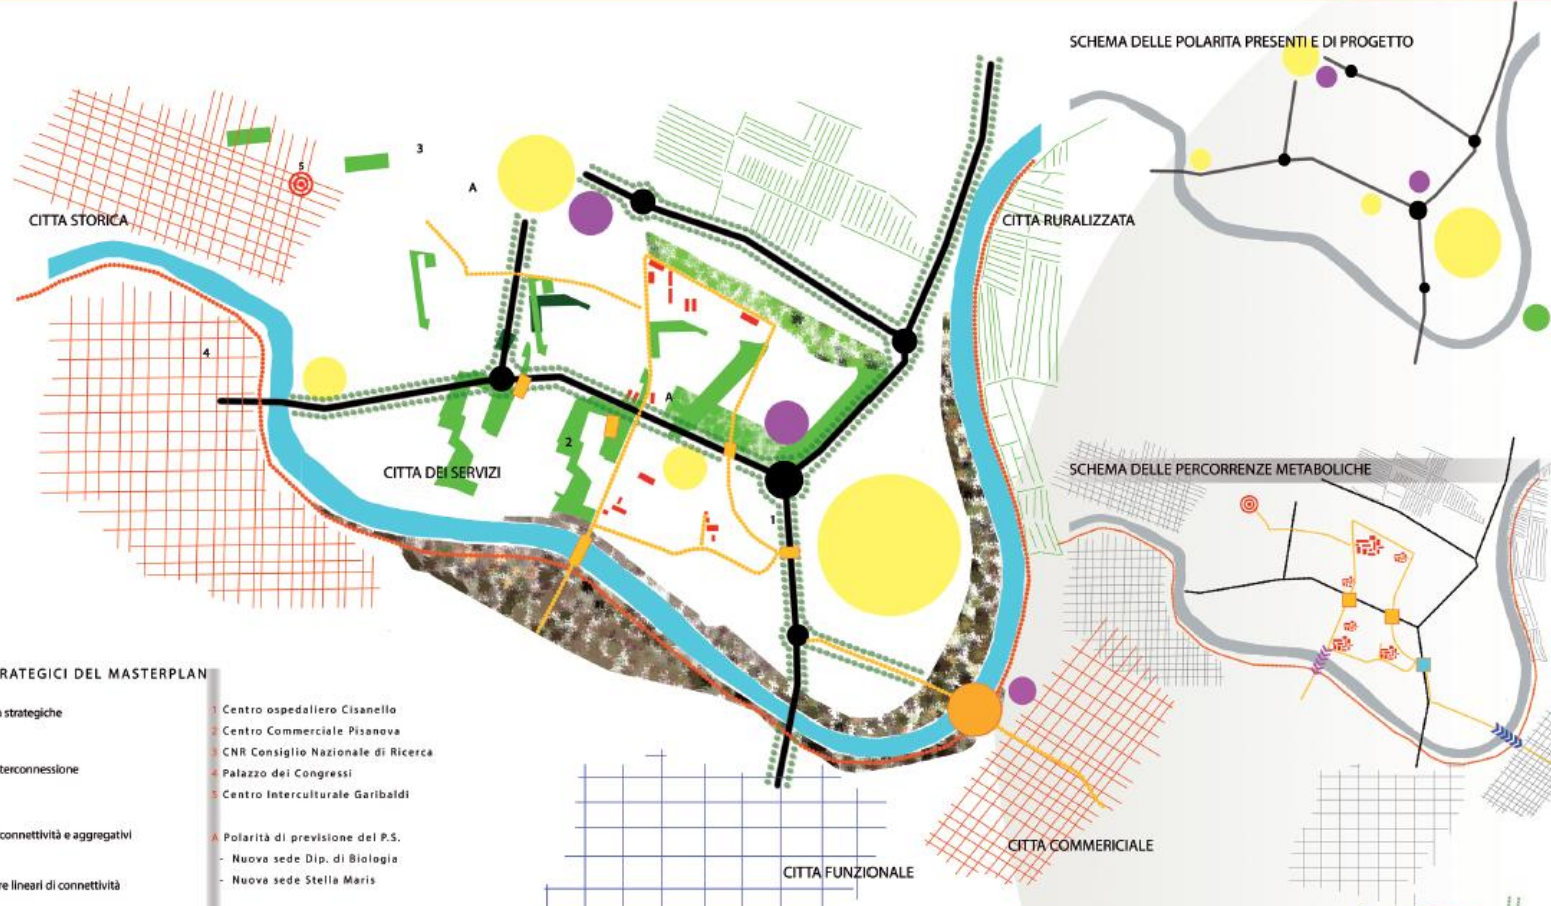 SCHEMA DELLE POLARITA PRESENTI E DI PROGETTO
3
5
A
CITTA STORICA
CITTA RURALIZZATA
4
A
2
CITTA DEI SERVIZI
SCHEMA DELLE PERCORRENZE METABOLICHE
1
RATEGICI DEL MASTERPLAN
strategiche
terconnessione
connettività e aggregativi
re lineari di connettività
1 Centro ospedaliero Cisanello
2 Centro Commerciale Pisanova
3 CNR Consiglio Nazionale di Ricerca
4 Palazzo dei Congressi
5 Centro Interculturale Garibaldi
A Polarità di previsione del P.S.
- Nuova sede Dip. di Biologia
- Nuova sede Stella Maris
CITTA COMMERICIALE
CITTA FUNZIONALE